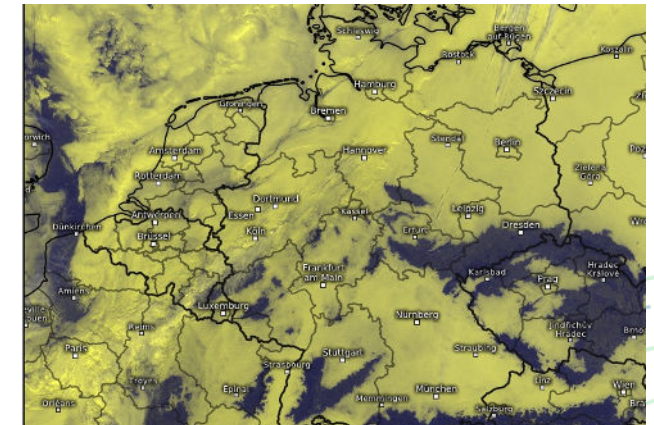 Schleswig
Bergen
auf Rügen
Rostock
Koszalin
Hamburg
Szczecin
Groningen
Bremen
Amsterdam
Hannover
Stendal
Berlin
Rotterdam
Zielona
Góra
Dortmund
Antwerpen
Essen
Kassel
Leipzig
Dünkirchen
Brüssel
Köln
Erfurt
Dresden
Frankfurt
am Main
Karlsbad
Prag
Hradec
Králové
Amiens
Luxemburg
Nürnberg
Reims
Jindřichův
Hradec
Paris
Stuttgart
Straubing
Strasbourg
Troyes
Epinal
München
Linz
Wien
Orléans
Memmingen
Salzburg